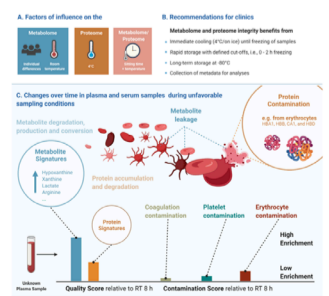 A. Factors of influence on the
Metabolome
Proteome
Metabolome/
Proteome
Individual
differences
Room
temperature
4°C
Sitting time
+ temperature
B. Recommendations for clinics
Metabolome and proteome integrity benefits from
• Immediate cooling (4°C/on ice) until freezing of samples
• Rapid storage with defined cut-offs, i.e., 0 - 2 h freezing
• Long-term storage at -80°C
• Collection of metadata for analyses
C. Changes over time in plasma and serum samples during unfavorable
sampling conditions
Metabolite degradation,
production and conversion
Metabolite
leakage
Protein
Contamination
e.g. from erythrocytes
HBA1, HBB, CA1, and HBD
Metabolite
Signatures
Hypoxanthine
Xanthine
Lactate
Arginine
...
Protein accumulation
and degradation
Protein
Signatures
Coagulation
contamination
Platelet
contamination
Erythrocyte
contamination
High
Enrichment
Low
Enrichment
Unknown
Plasma Sample
Quality Score relative to RT 8 h
Contamination Score relative to RT 8 h